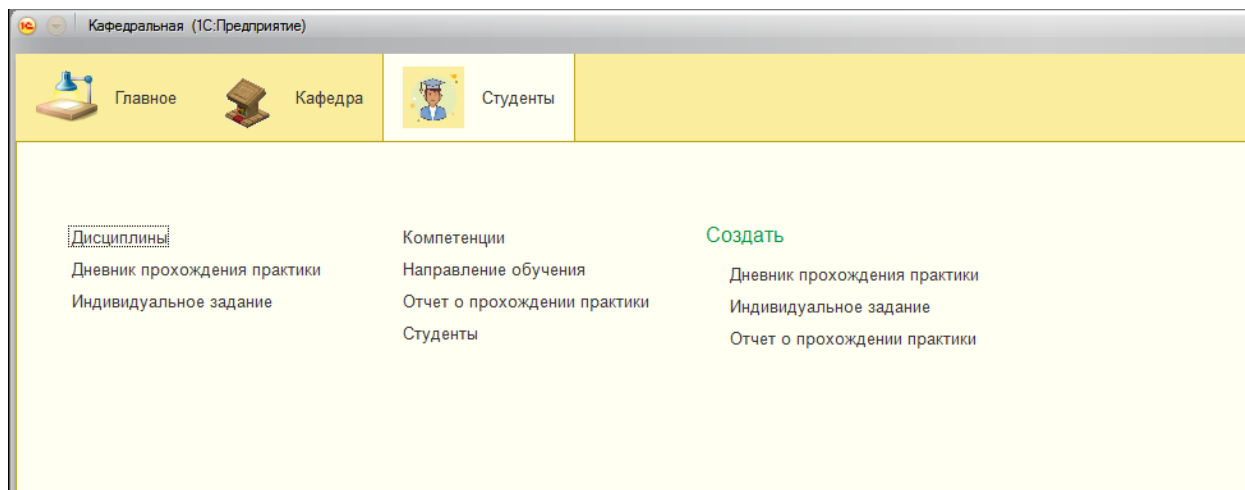 1С Кафедральная (1С:Предприятие)
Главное
Кафедра
Студенты
Дисциплины
Дневник прохождения практики
Индивидуальное задание
Компетенции
Направление обучения
Отчет о прохождении практики
Студенты
Создать
Дневник прохождения практики
Индивидуальное задание
Отчет о прохождении практики